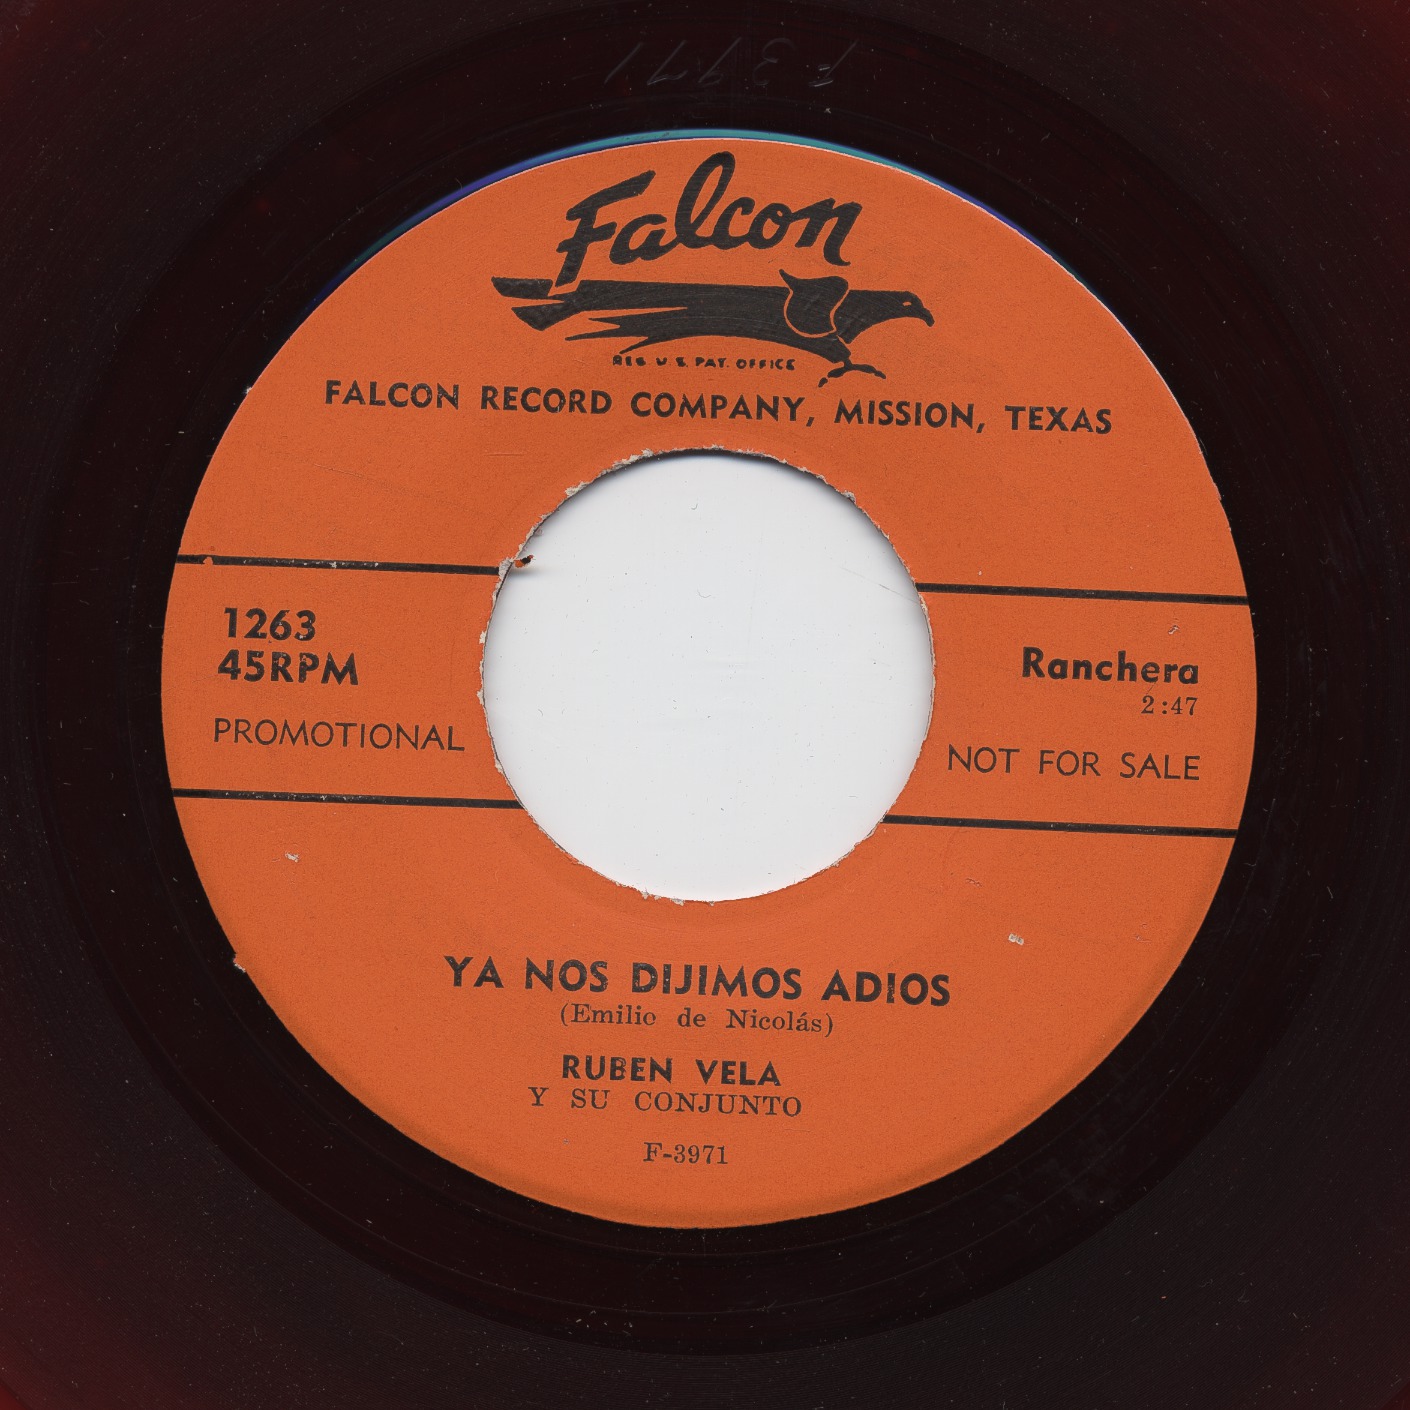 F 3971
Falcon
REG. U.S. PAT. OFFICE
FALCON RECORD COMPANY, MISSION, TEXAS
1263
45RPM
PROMOTIONAL
Ranchera
2:47
NOT FOR SALE
YA NOS DIJIMOS ADIOS
(Emilio de Nicolás)
RUBEN VELA
Y SU CONJUNTO
F-3971